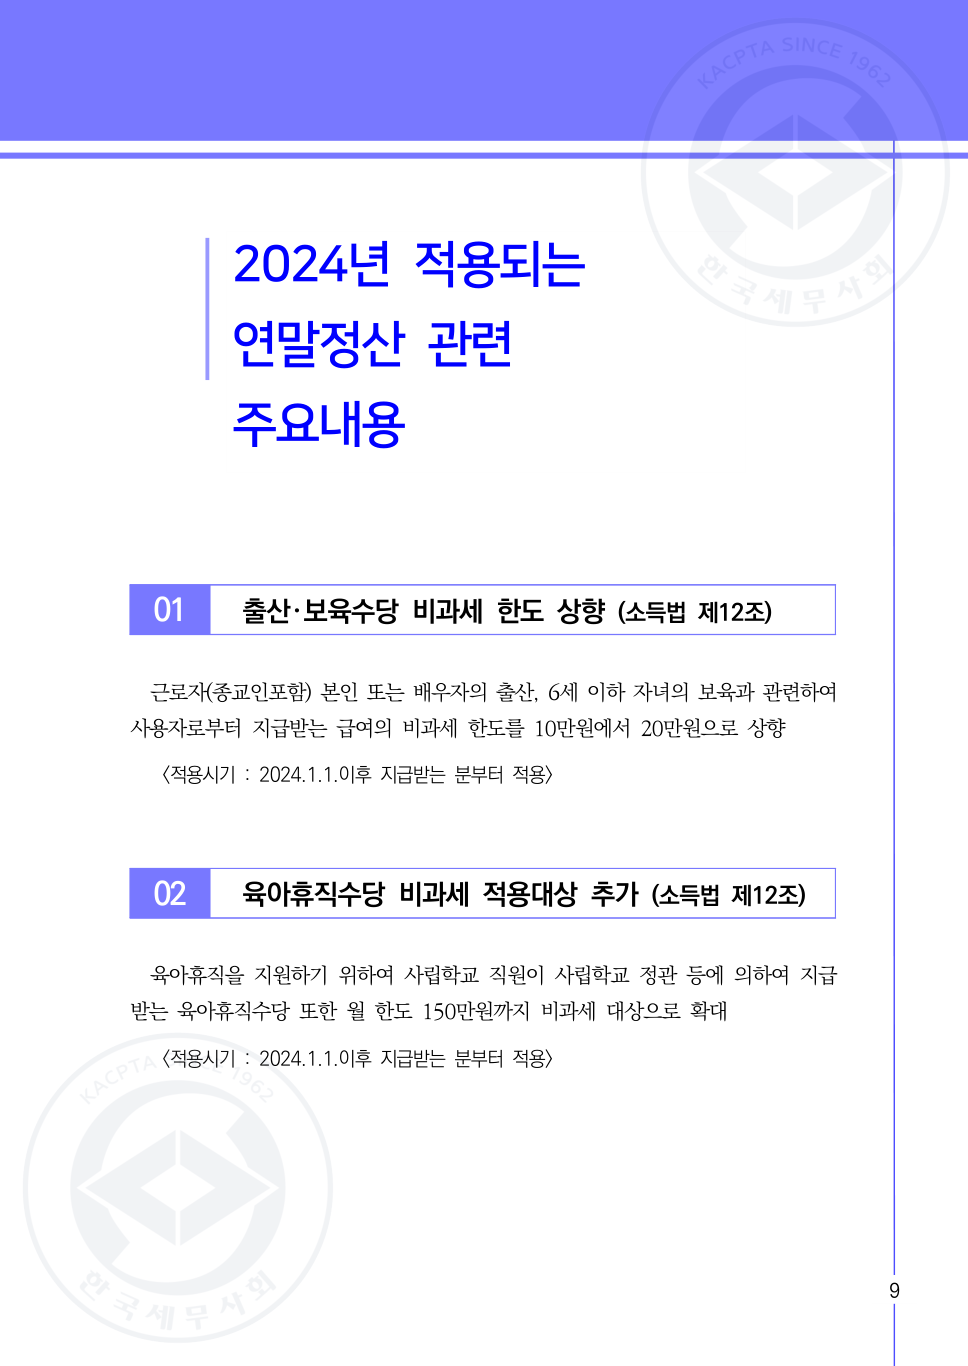 KACPTA SINCE 1962
한국세무사회
2024년 적용되는
연말정산 관련
주요내용
01 출산·보육수당 비과세 한도 상향 (소득법 제12조)
근로자(종교인포함) 본인 또는 배우자의 출산, 6세 이하 자녀의 보육과 관련하여
사용자로부터 지급받는 급여의 비과세 한도를 10만원에서 20만원으로 상향
〈적용시기 : 2024.1.1.이후 지급받는 분부터 적용〉
02 육아휴직수당 비과세 적용대상 추가 (소득법 제12조)
육아휴직을 지원하기 위하여 사립학교 직원이 사립학교 정관 등에 의하여 지급
받는 육아휴직수당 또한 월 한도 150만원까지 비과세 대상으로 확대
〈적용시기 : 2024.1.1.이후 지급받는 분부터 적용〉
KACPTA SINCE 1962
한국세무사회
9